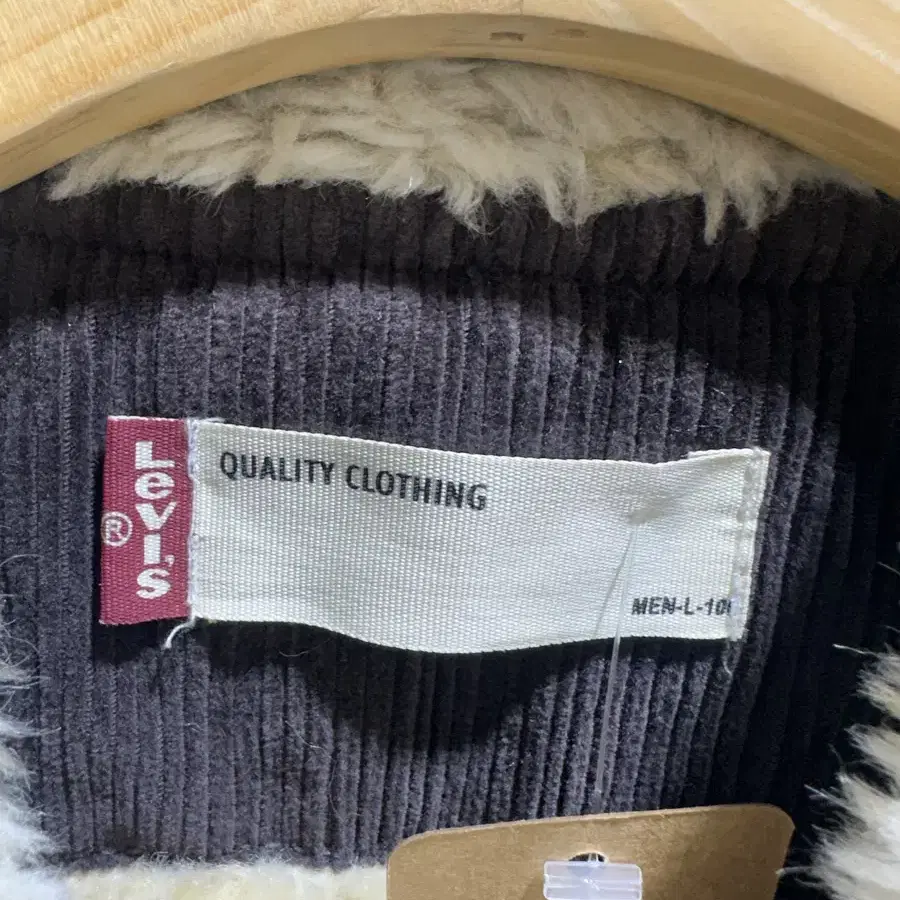 Levi's
®
QUALITY CLOTHING
MEN-L-10